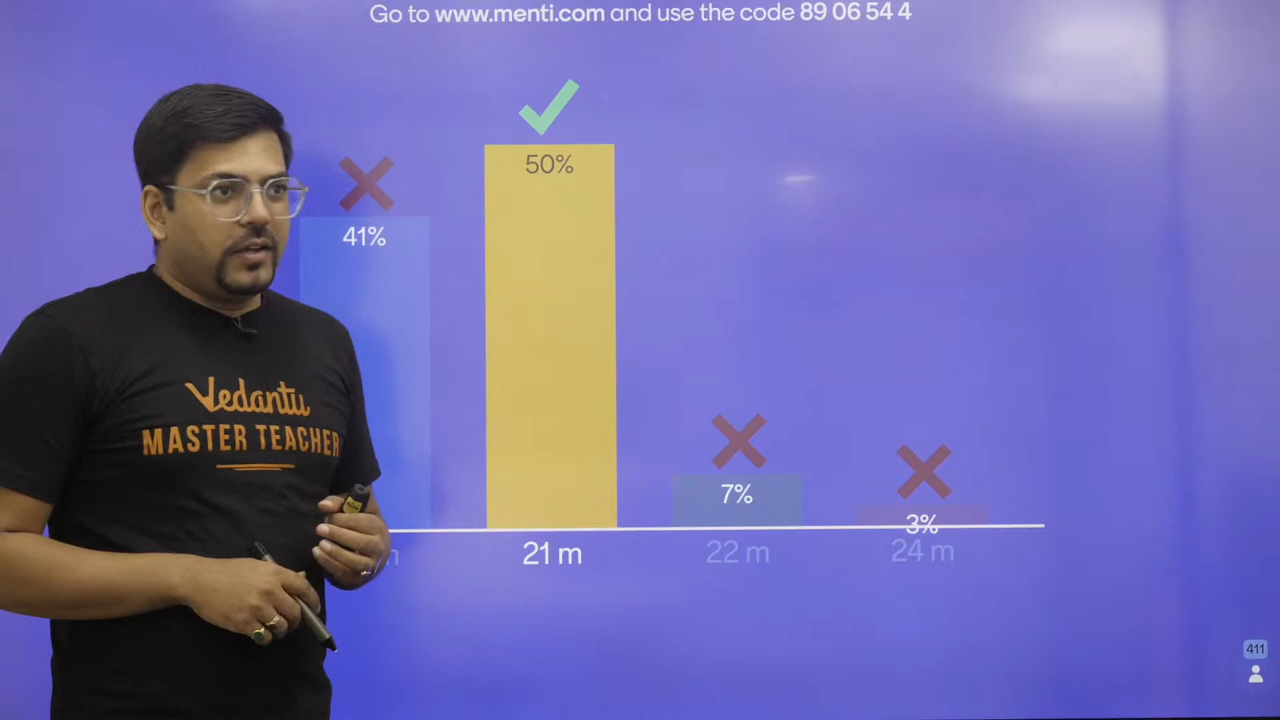 Go to www.menti.com and use the code 89 06 54 4
50%
41%
7%
3%
21 m
22 m
24 m
Vedantu
MASTER TEACHER
411